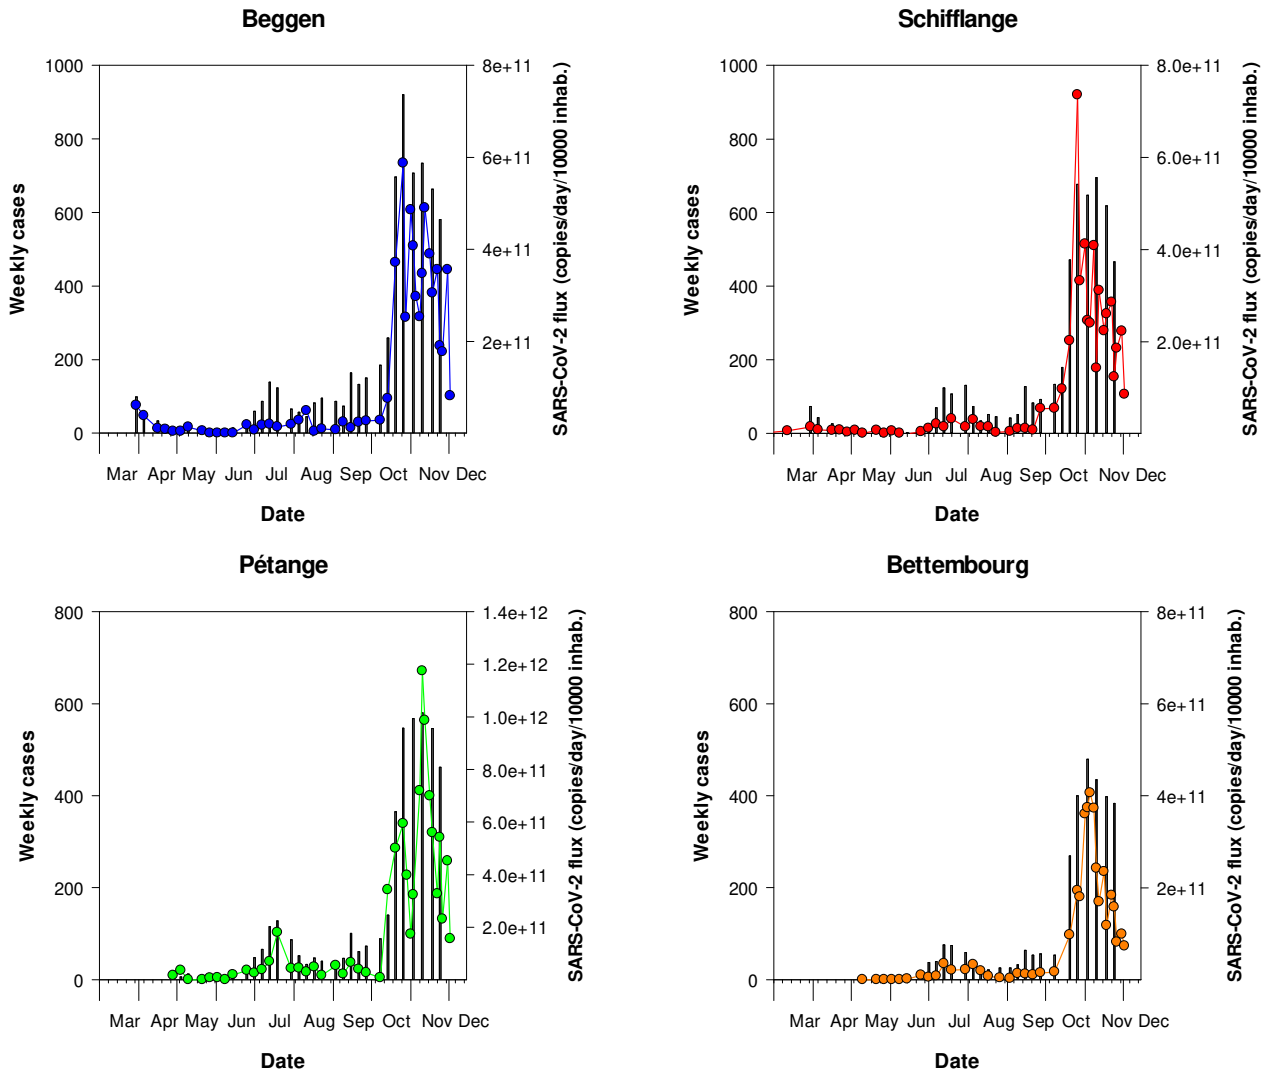 Beggen
1000
800
600
400
200
0
Weekly cases
8e+11
6e+11
4e+11
2e+11
SARS-CoV-2 flux (copies/day/10000 inhab.)
Mar Apr May Jun Jul Aug Sep Oct Nov Dec
Date
Schifflange
1000
800
600
400
200
0
Weekly cases
8.0e+11
6.0e+11
4.0e+11
2.0e+11
SARS-CoV-2 flux (copies/day/10000 inhab.)
Mar Apr May Jun Jul Aug Sep Oct Nov Dec
Date
Pétange
800
600
400
200
0
Weekly cases
1.4e+12
1.2e+12
1.0e+12
8.0e+11
6.0e+11
4.0e+11
2.0e+11
SARS-CoV-2 flux (copies/day/10000 inhab.)
Mar Apr May Jun Jul Aug Sep Oct Nov Dec
Date
Bettembourg
800
600
400
200
0
Weekly cases
8e+11
6e+11
4e+11
2e+11
SARS-CoV-2 flux (copies/day/10000 inhab.)
Mar Apr May Jun Jul Aug Sep Oct Nov Dec
Date